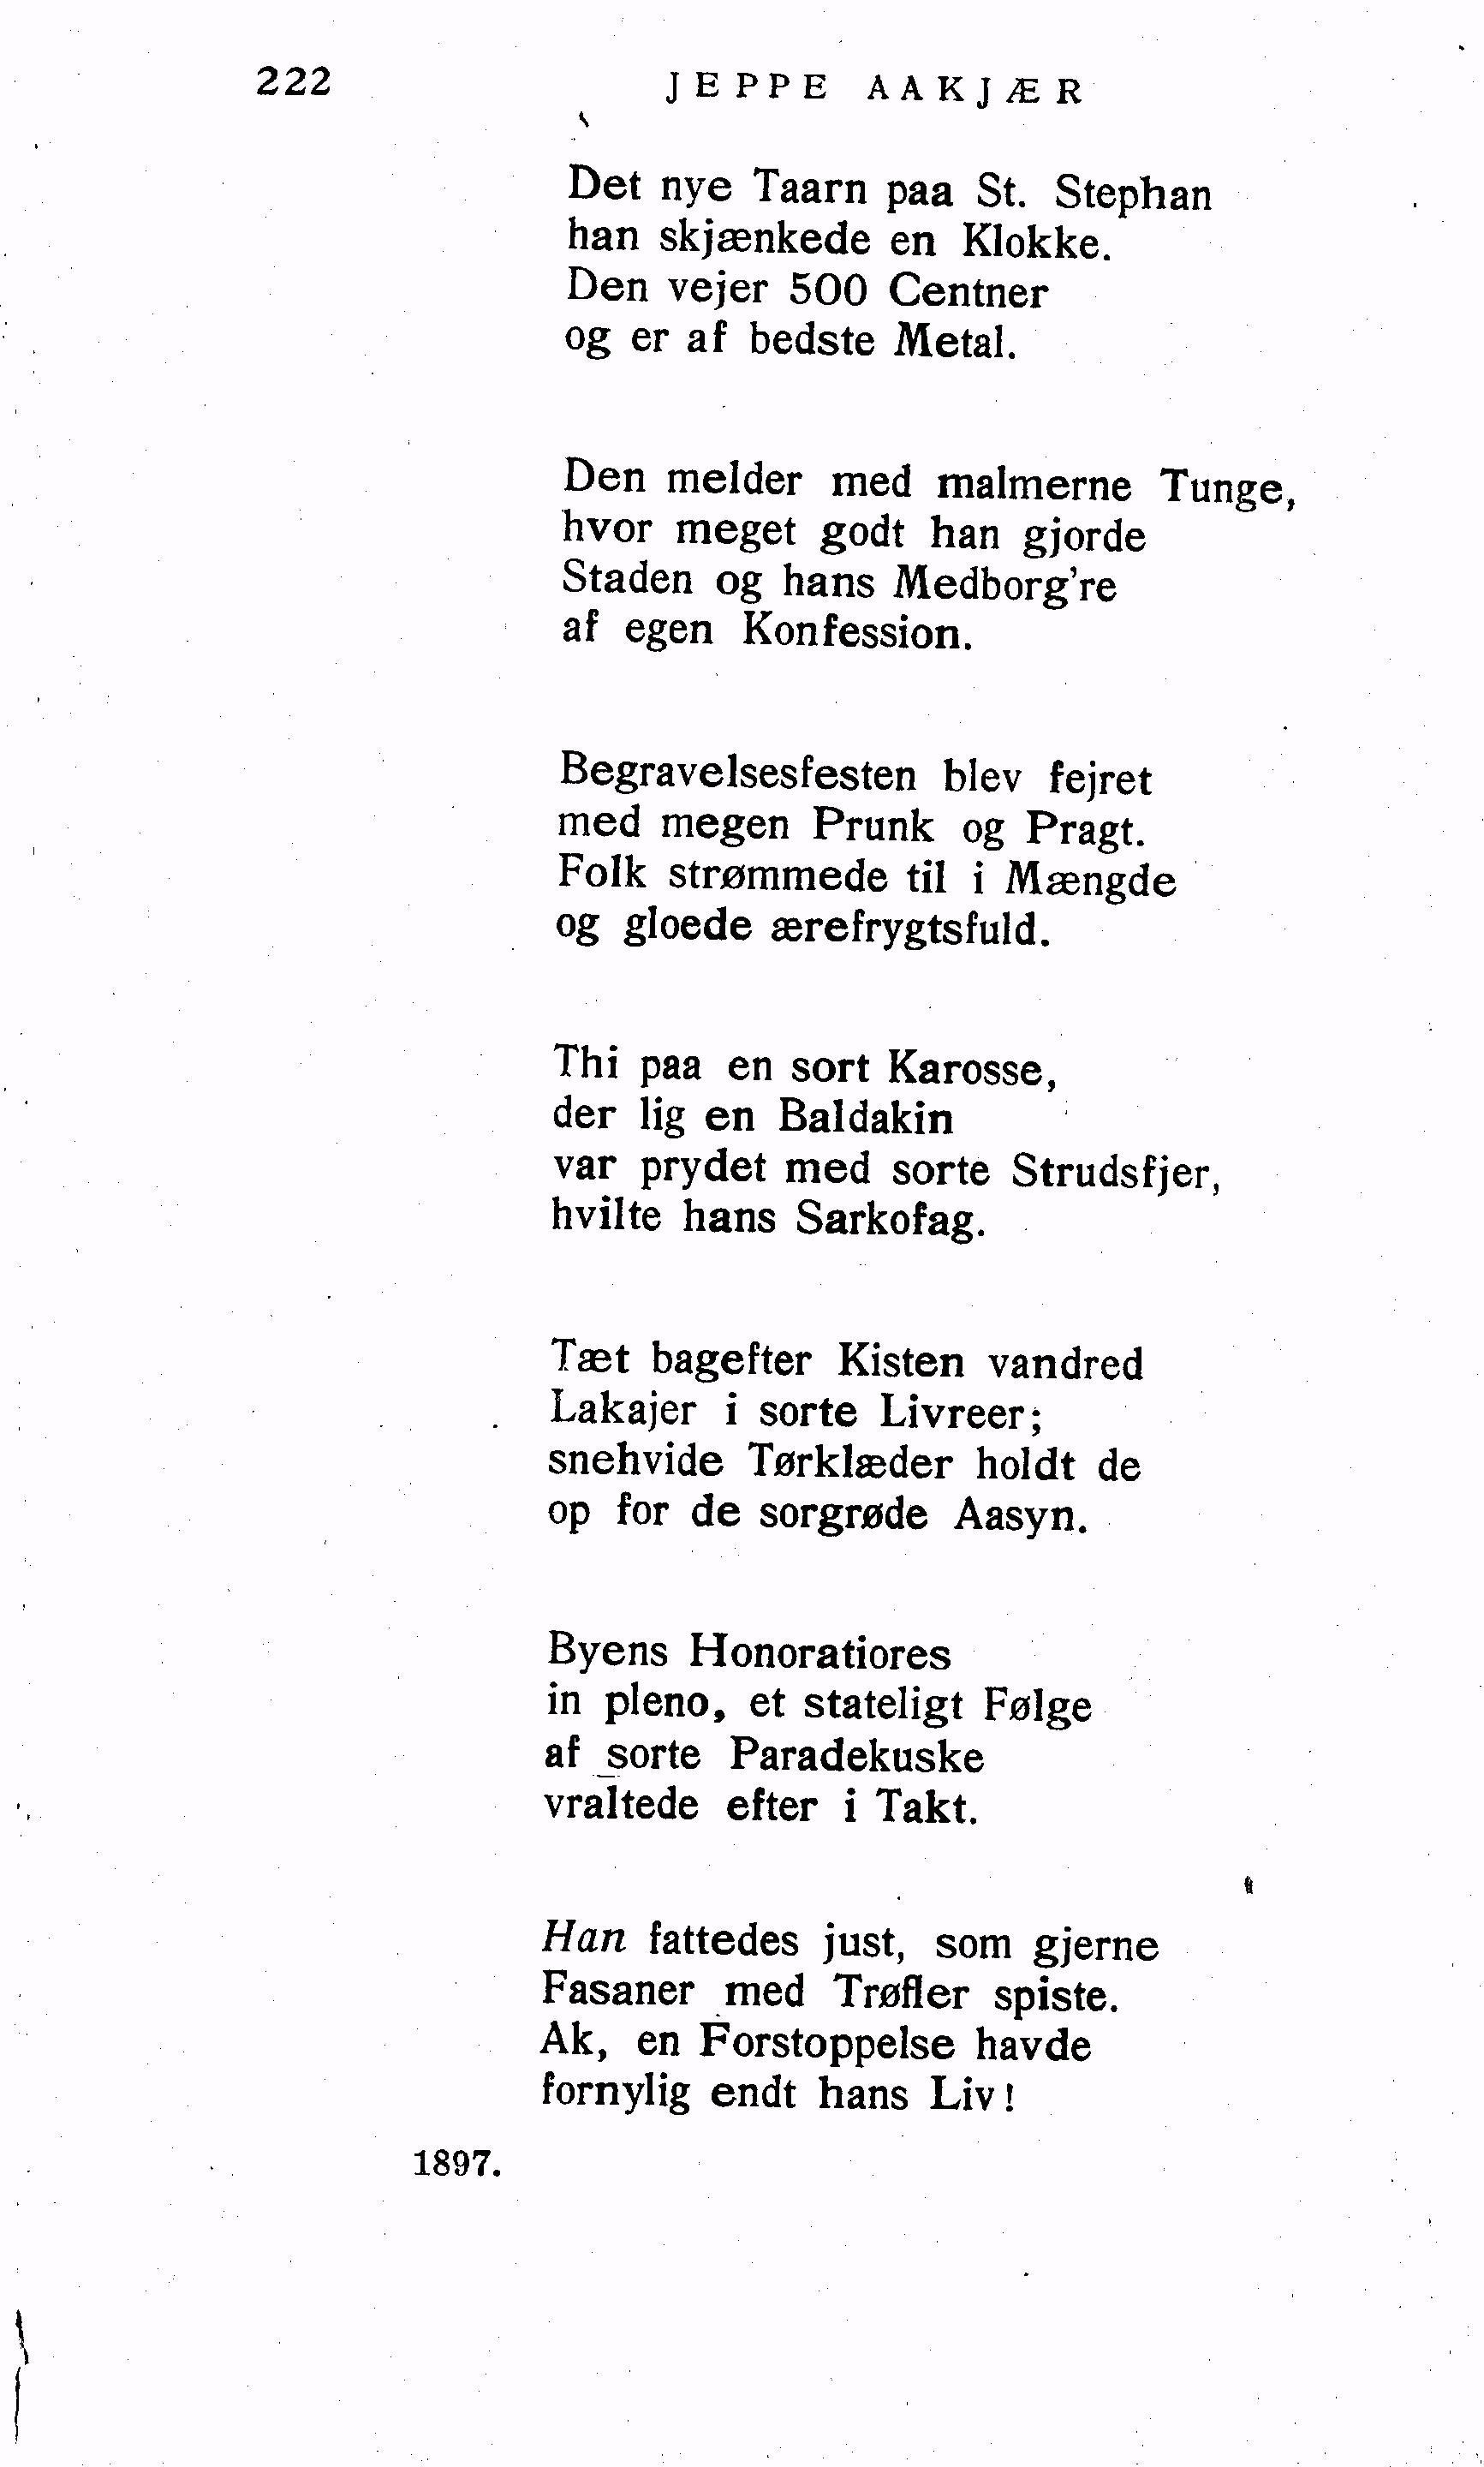 222
JEPPE AAKJÆR
Det nye Taarn paa St. Stephan
han skjænkede en Klokke.
Den vejer 500 Centner
og er af bedste Metal.
Den melder med malmerne Tunge,
hvor meget godt han gjorde
Staden og hans Medborg're
af egen Konfession.
Begravelsesfesten blev fejret
med megen Prunk og Pragt.
Folk strømmede til i Mængde
og gloede ærefrygtsfuld.
Thi paa en sort Karosse,
der lig en Baldakin
var prydet med sorte Strudsfjer,
hvilte hans Sarkofag.
Tæt bagefter Kisten vandred
Lakajer i sorte Livreer;
snehvide Tørklæder holdt de
op for de sorgrøde Aasyn.
Byens Honoratiores
in pleno, et stateligt Følge
af sorte Paradekuske
vraltede efter i Takt.
Han fattedes just, som gjerne
Fasaner med Trøfler spiste.
Ak, en Forstoppelse havde
fornylig endt hans Liv!
1897.